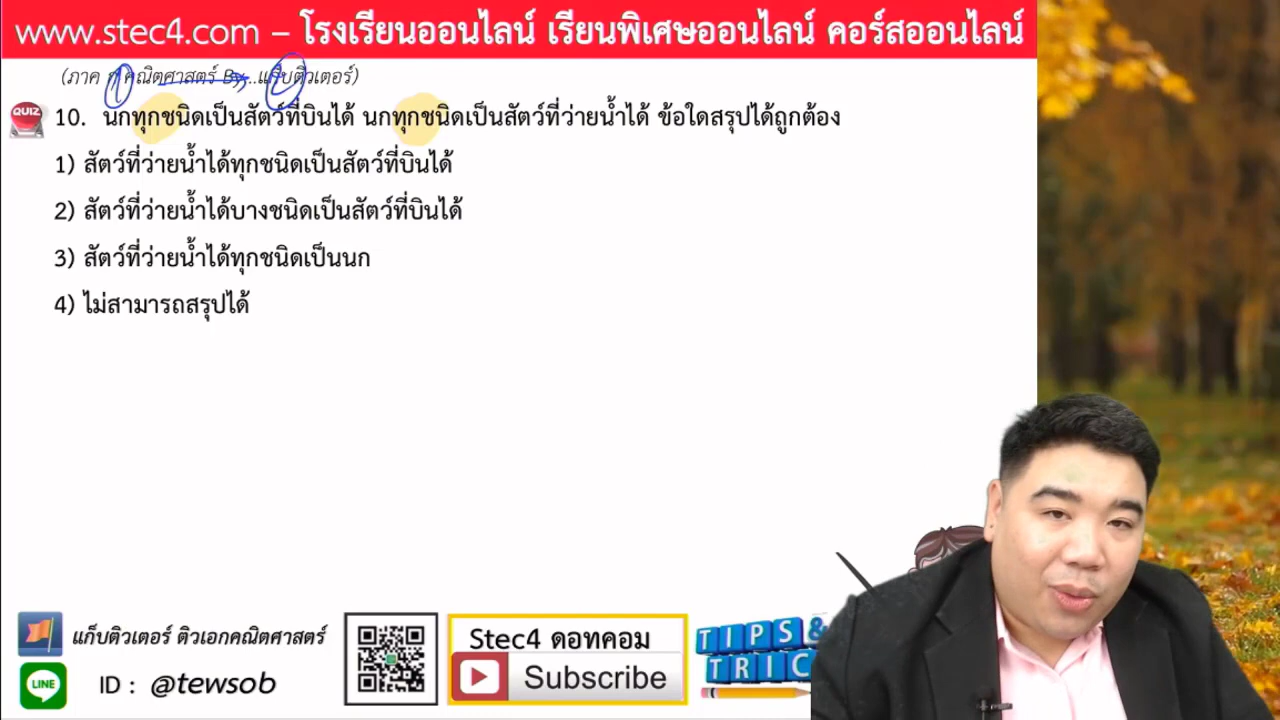 www.stec4.com – โรงเรียนออนไลน์ เรียนพิเศษออนไลน์ คอร์สออนไลน์
(ภาค ก คณิตศาสตร์ By...แก๊บติวเตอร์)
1 2
QUIZ 10. นกทุกชนิดเป็นสัตว์ที่บินได้ นกทุกชนิดเป็นสัตว์ที่ว่ายน้ำได้ ข้อใดสรุปได้ถูกต้อง
1) สัตว์ที่ว่ายน้ำได้ทุกชนิดเป็นสัตว์ที่บินได้
2) สัตว์ที่ว่ายน้ำได้บางชนิดเป็นสัตว์ที่บินได้
3) สัตว์ที่ว่ายน้ำได้ทุกชนิดเป็นนก
4) ไม่สามารถสรุปได้
แก๊บติวเตอร์ ติวเอกคณิตศาสตร์
LINE ID : @tewsob
Stec4 ดอทคอม
Subscribe
TIPS &
TRIC